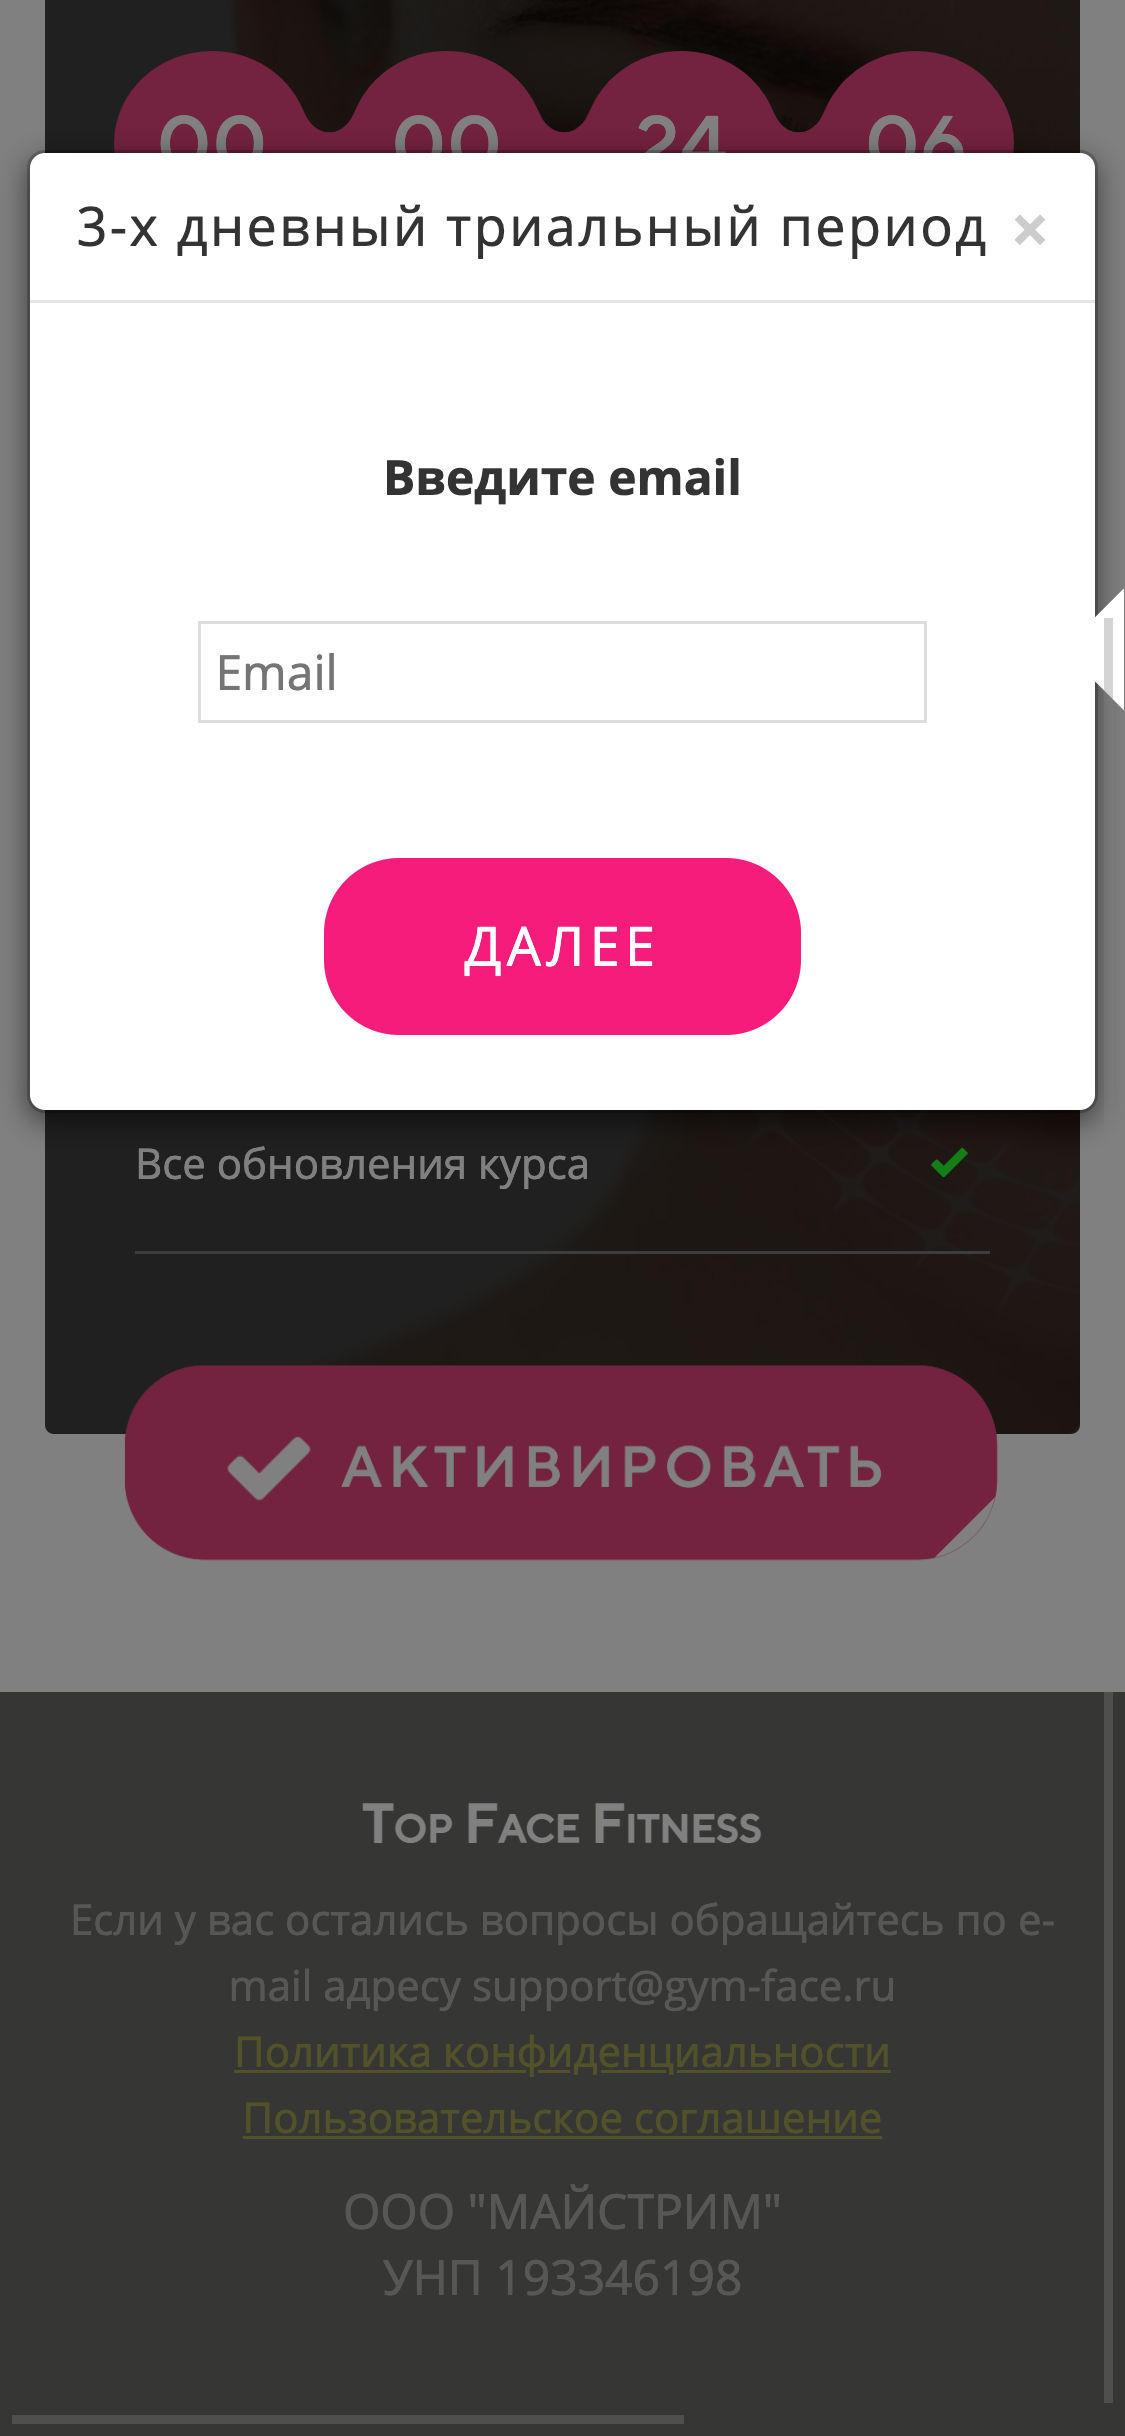 00 00 24 06
3-х дневный триальный период ×
Введите email
Email
ДАЛЕЕ
Все обновления курса
АКТИВИРОВАТЬ
Top Face Fitness
Если у вас остались вопросы обращайтесь по e-
mail адресу support@gym-face.ru
Политика конфиденциальности
Пользовательское соглашение
ООО "МАЙСТРИМ"
УНП 193346198